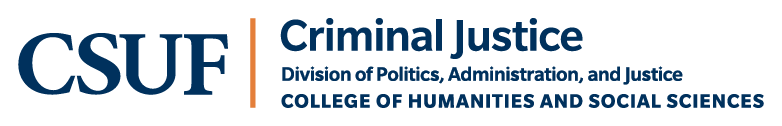 CSUF
Criminal Justice
Division of Politics, Administration, and Justice
COLLEGE OF HUMANITIES AND SOCIAL SCIENCES